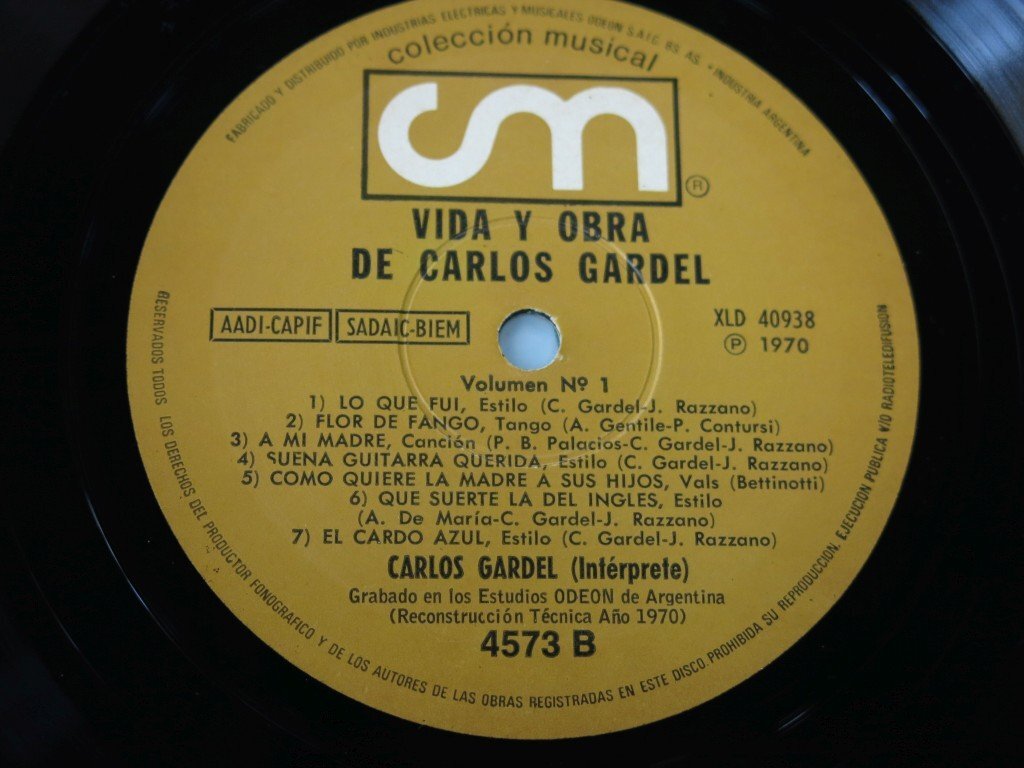 FABRICADO Y DISTRIBUIDO POR INDUSTRIAS ELECTRICAS Y MUSICALES ODEON S.A.I.C. BS. AS. • INDUSTRIA ARGENTINA
colección musical
cm
®
VIDA Y OBRA
DE CARLOS GARDEL
AADI-CAPIF SADAIC-BIEM
XLD 40938
℗ 1970
Volumen Nº 1
1) LO QUE FUI, Estilo (C. Gardel-J. Razzano)
2) FLOR DE FANGO, Tango (A. Gentile-P. Contursi)
3) A MI MADRE, Canción (P. B. Palacios-C. Gardel-J. Razzano)
4) SUENA GUITARRA QUERIDA, Estilo (C. Gardel-J. Razzano)
5) COMO QUIERE LA MADRE A SUS HIJOS, Vals (Bettinotti)
6) QUE SUERTE LA DEL INGLES, Estilo
(A. De María-C. Gardel-J. Razzano)
7) EL CARDO AZUL, Estilo (C. Gardel-J. Razzano)
CARLOS GARDEL (Intérprete)
Grabado en los Estudios ODEON de Argentina
(Reconstrucción Técnica Año 1970)
4573 B
RESERVADOS TODOS LOS DERECHOS DEL PRODUCTOR FONOGRAFICO Y DE LOS AUTORES DE LAS OBRAS REGISTRADAS EN ESTE DISCO PROHIBIDA SU REPRODUCCION, EJECUCION PUBLICA Y/O RADIOTELEDIFUSION